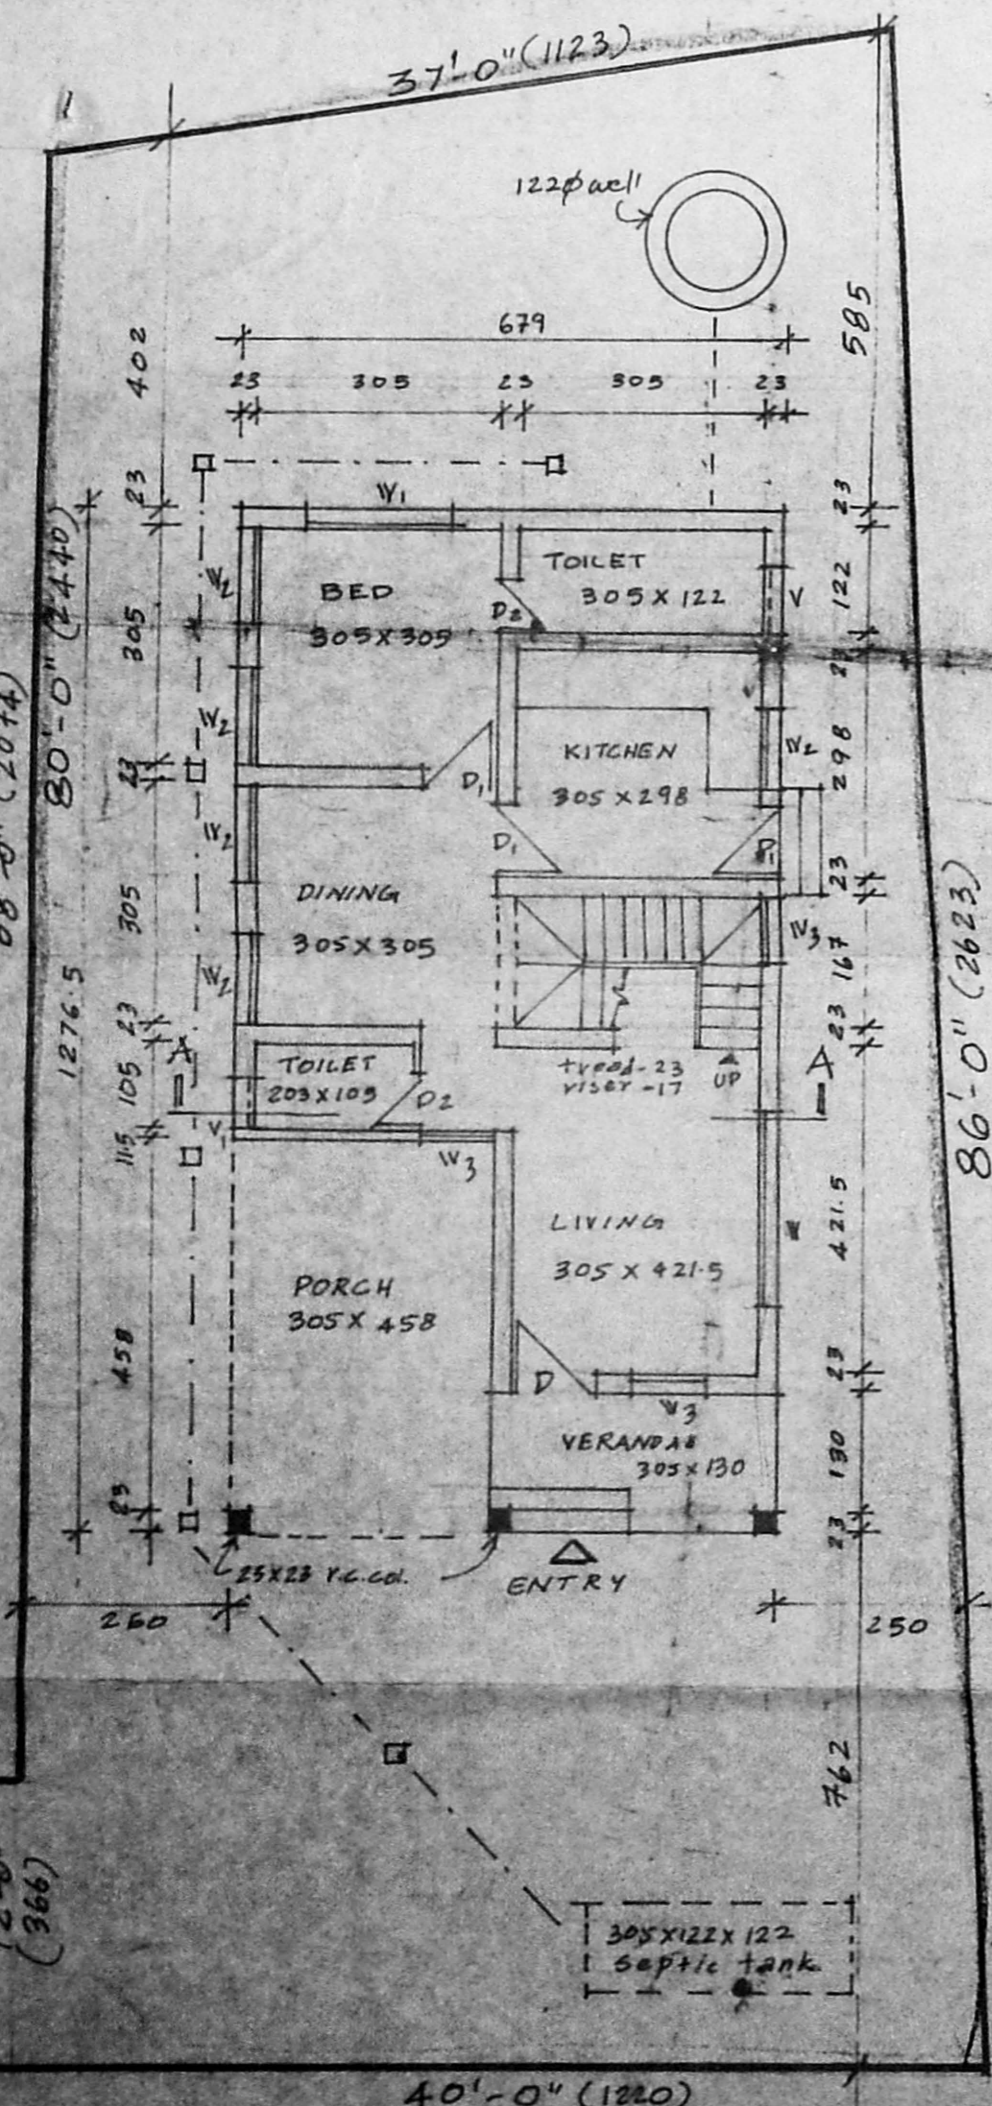 37'-0" (1123)
122ϕ well
679
23 305 23 305 23
402
585
23
23
W1
TOILET
305 X 122
BED
305 X 305
D2
V
122
W2
80'-0" (2440)
305
23
W2
KITCHEN
305 X 298
W2
298
D1
23
D1
D1
W2
DINING
305 X 305
305
23
W3
167
W2
1276.5
23
23
A
TOILET
203 X 105
D2
105
tread-23
riser-17
UP
A
V1
11.5
W3
86'-0" (2623)
LIVING
305 X 421.5
421.5
PORCH
305 X 458
458
D
23
W3
VERANDAH
305 X 130
130
23
23
23X23 r.c.col.
ENTRY
260
250
762
(366)
305X122X122
septic tank
40'-0" (1220)